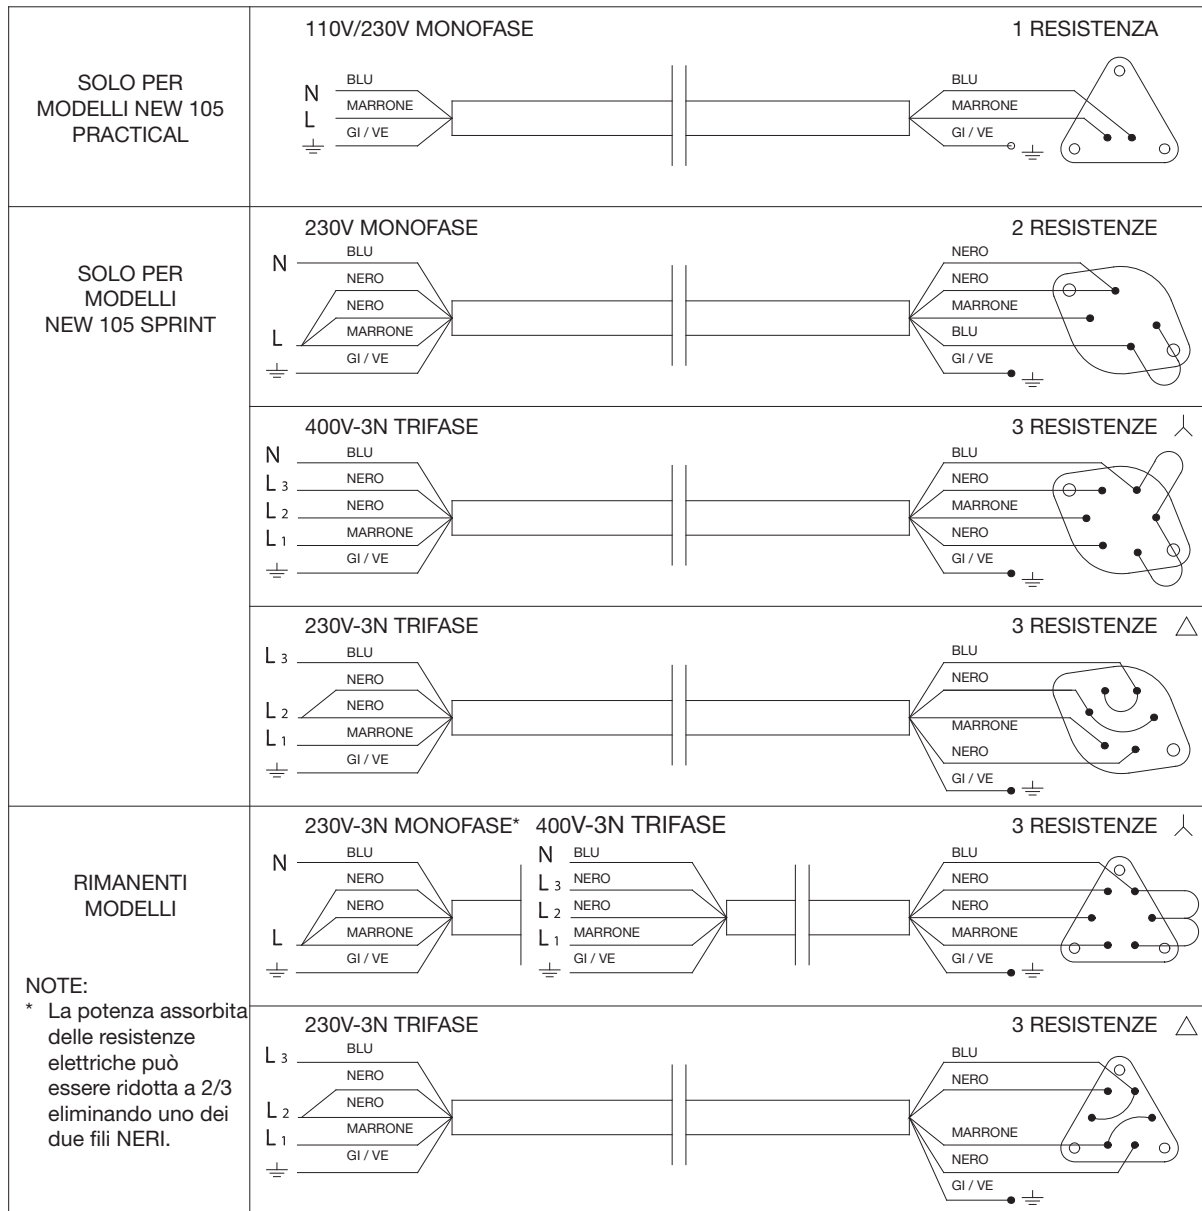 SOLO PER
MODELLI NEW 105
PRACTICAL
110V/230V MONOFASE
1 RESISTENZA
N
L
BLU
MARRONE
GI / VE
BLU
MARRONE
GI / VE
SOLO PER
MODELLI
NEW 105 SPRINT
230V MONOFASE
2 RESISTENZE
N
L
BLU
NERO
NERO
MARRONE
GI / VE
NERO
NERO
MARRONE
BLU
GI / VE
400V-3N TRIFASE
3 RESISTENZE
N
L 3
L 2
L 1
BLU
NERO
NERO
MARRONE
GI / VE
BLU
NERO
MARRONE
NERO
GI / VE
230V-3N TRIFASE
3 RESISTENZE
L 3
L 2
L 1
BLU
NERO
NERO
MARRONE
GI / VE
BLU
NERO
MARRONE
NERO
GI / VE
RIMANENTI
MODELLI
NOTE:
* La potenza assorbita
delle resistenze
elettriche può
essere ridotta a 2/3
eliminando uno dei
due fili NERI.
230V-3N MONOFASE*
400V-3N TRIFASE
3 RESISTENZE
N
L
BLU
NERO
NERO
MARRONE
GI / VE
N
L 3
L 2
L 1
BLU
NERO
NERO
MARRONE
GI / VE
BLU
NERO
NERO
MARRONE
GI / VE
230V-3N TRIFASE
3 RESISTENZE
L 3
L 2
L 1
BLU
NERO
NERO
MARRONE
GI / VE
BLU
NERO
MARRONE
NERO
GI / VE